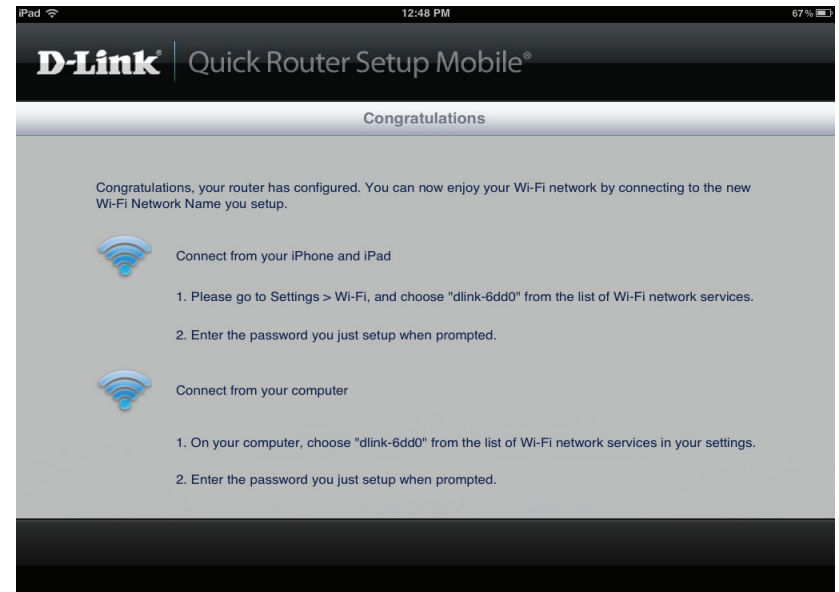 iPad 12:48 PM 67%
D-Link® Quick Router Setup Mobile®
Congratulations
Congratulations, your router has configured. You can now enjoy your Wi-Fi network by connecting to the new
Wi-Fi Network Name you setup.
Connect from your iPhone and iPad
1. Please go to Settings > Wi-Fi, and choose "dlink-6dd0" from the list of Wi-Fi network services.
2. Enter the password you just setup when prompted.
Connect from your computer
1. On your computer, choose "dlink-6dd0" from the list of Wi-Fi network services in your settings.
2. Enter the password you just setup when prompted.